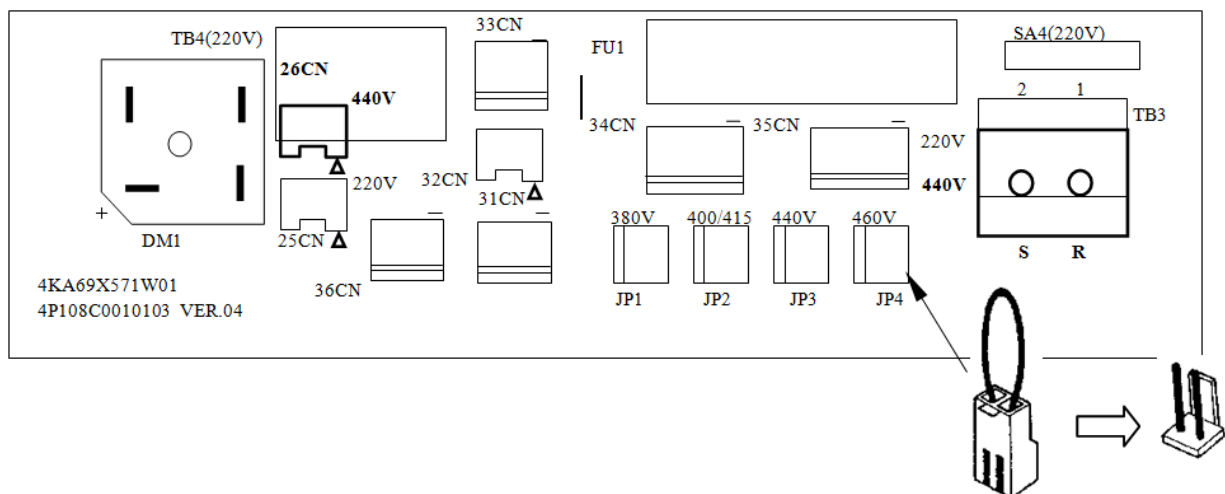 33CN
TB4(220V)
FU1
SA4(220V)
26CN
440V
2 1
TB3
34CN
35CN
220V
220V
32CN
440V
31CN
380V
400/415
440V
460V
25CN
+
DM1
S R
36CN
4KA69X571W01
JP1
JP2
JP3
JP4
4P108C0010103 VER.04